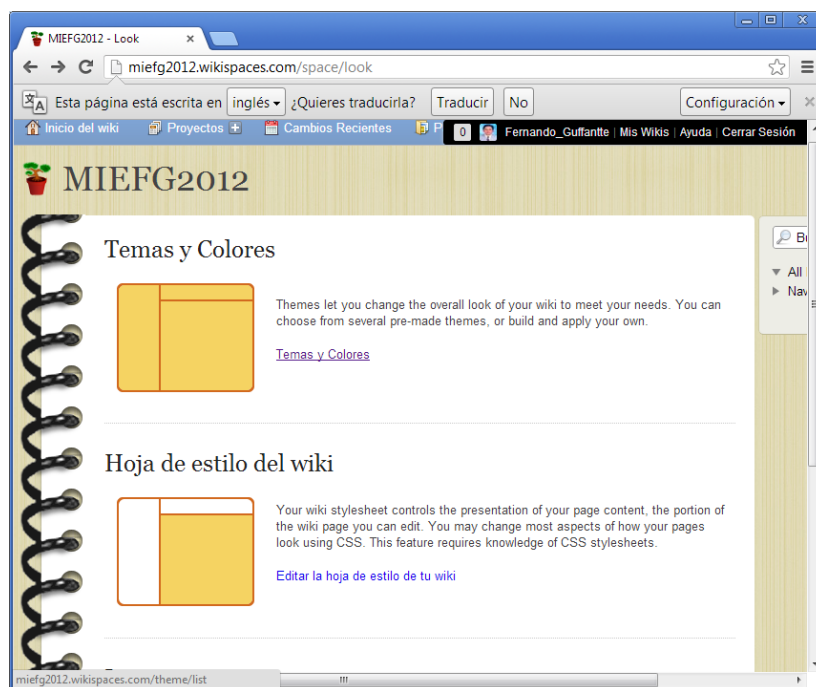 MIEFG2012 - Look
miefg2012.wikispaces.com/space/look
Esta página está escrita en inglés ¿Quieres traducirla? Traducir No Configuración
Inicio del wiki Proyectos Cambios Recientes P 0 Fernando_Guffantte | Mis Wikis | Ayuda | Cerrar Sesión
MIEFG2012
Temas y Colores
Themes let you change the overall look of your wiki to meet your needs. You can
choose from several pre-made themes, or build and apply your own.
Temas y Colores
All
Nav
Hoja de estilo del wiki
Your wiki stylesheet controls the presentation of your page content, the portion of
the wiki page you can edit. You may change most aspects of how your pages
look using CSS. This feature requires knowledge of CSS stylesheets.
Editar la hoja de estilo de tu wiki
miefg2012.wikispaces.com/theme/list